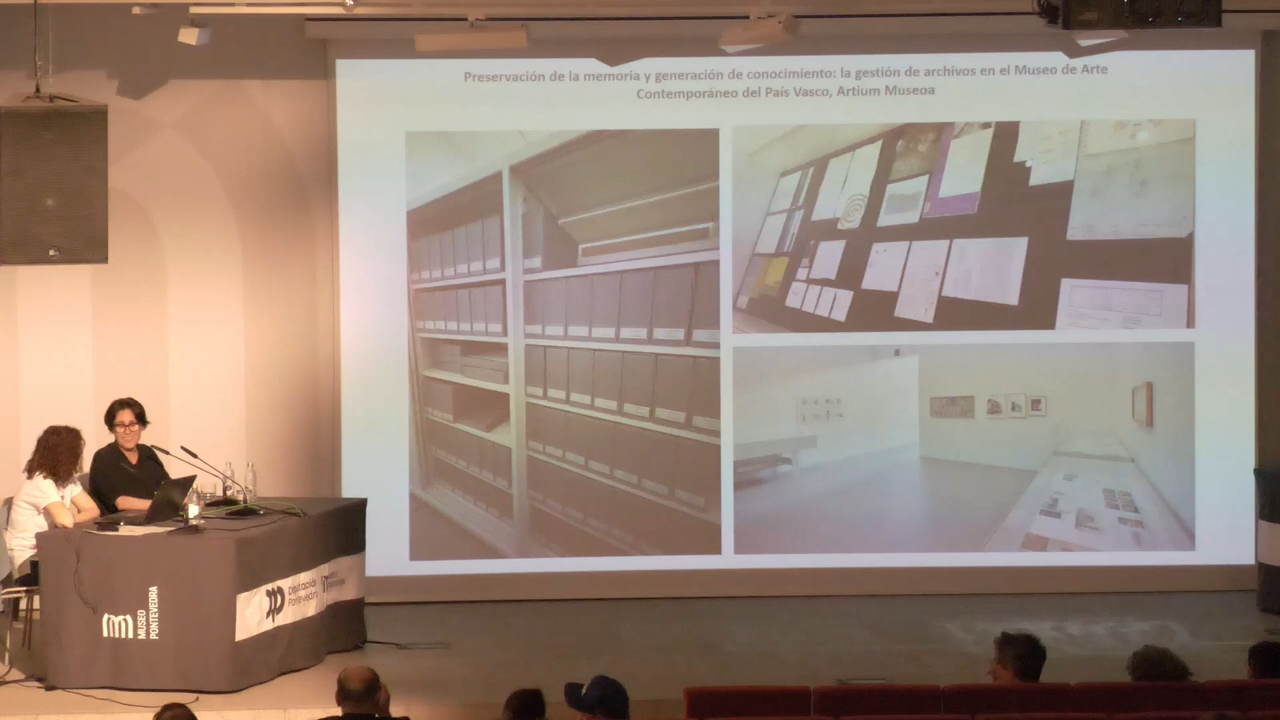 Preservación de la memoria y generación de conocimiento: la gestión de archivos en el Museo de Arte
Contemporáneo del País Vasco, Artium Museoa
MUSEO
PONTEVEDRA
Deputación
Pontevedra